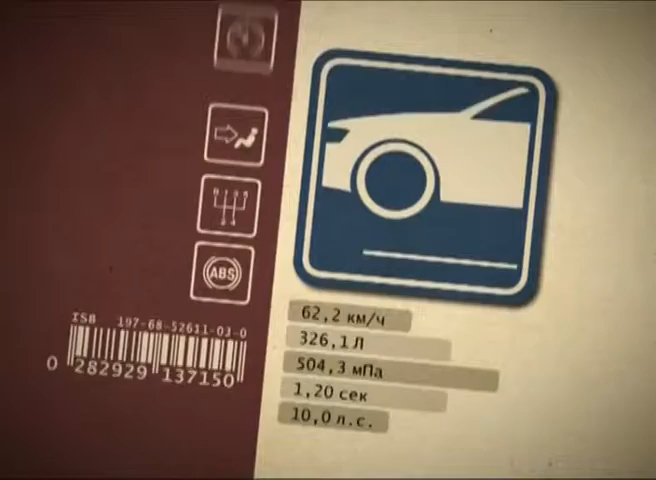 ABS
ISB 197-68-52611-03-0
0 282929 137150
62,2 км/ч
326,1 Л
504,3 мПа
1,20 сек
10,0 л.с.